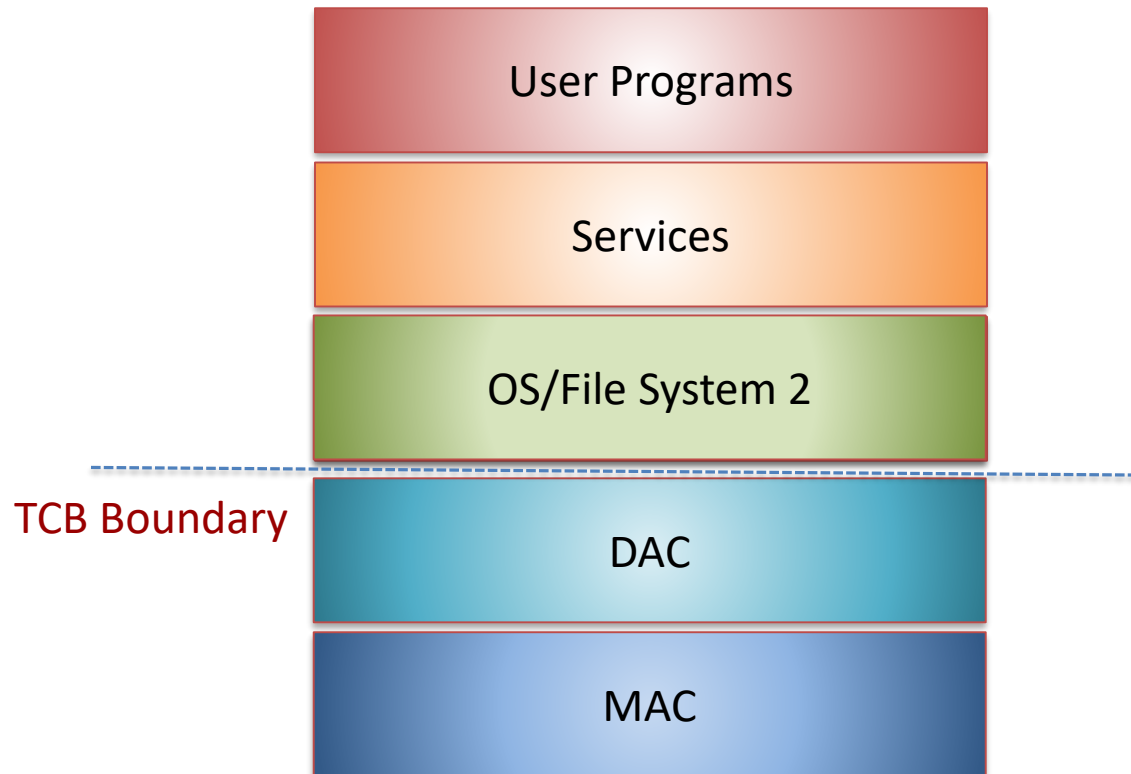 User Programs
Services
OS/File System 2
TCB Boundary
DAC
MAC